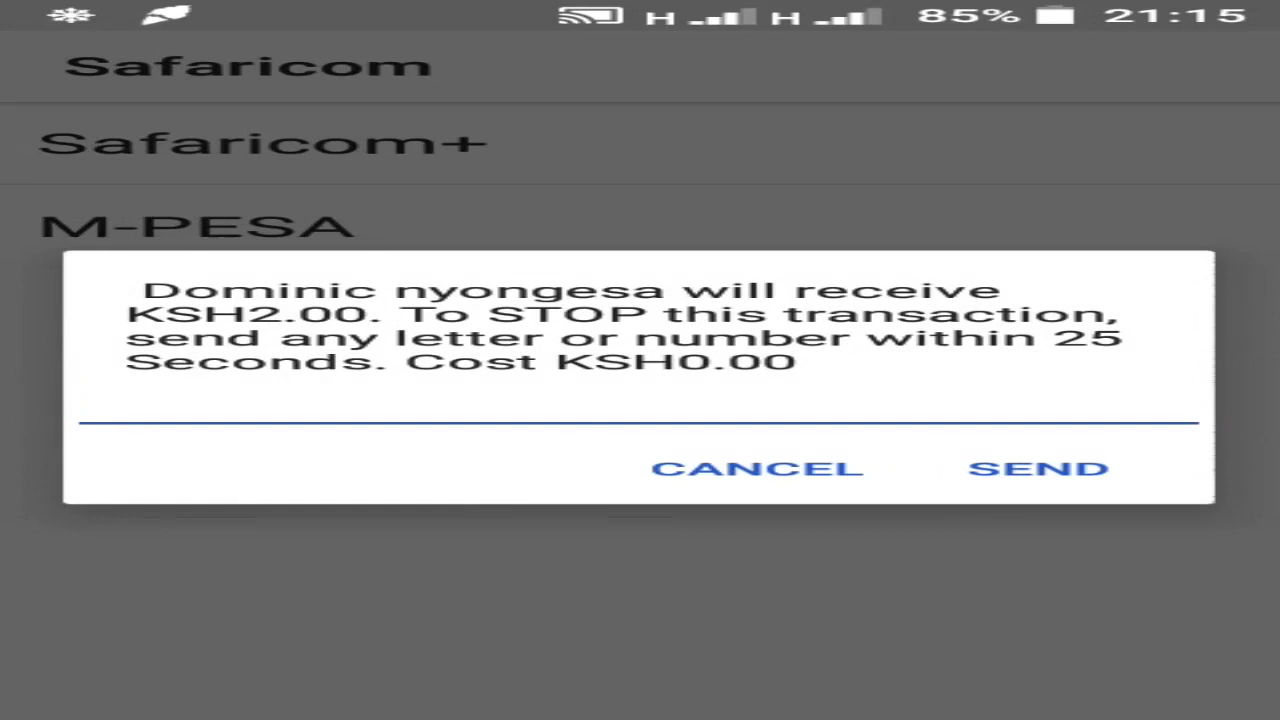 H H 85% 21:15
Safaricom
Safaricom+
M-PESA
Dominic nyongesa will receive
KSH2.00. To STOP this transaction,
send any letter or number within 25
Seconds. Cost KSH0.00
CANCEL SEND